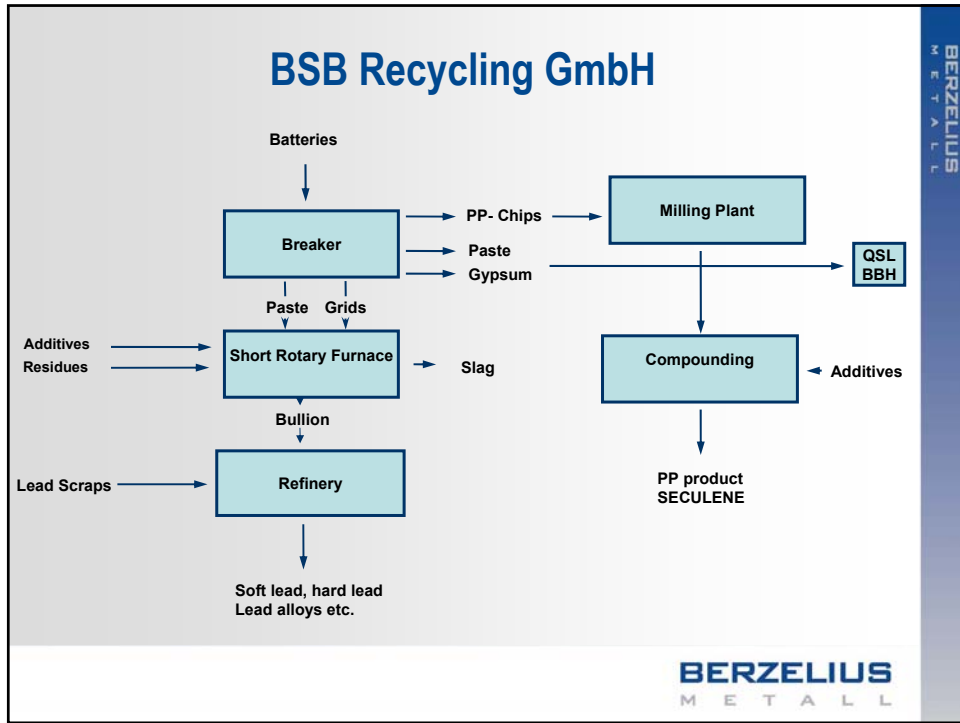 BSB Recycling GmbH
BERZELIUS
METALL
Batteries
Breaker
PP- Chips
Milling Plant
Paste
Gypsum
QSL
BBH
Paste Grids
Additives
Residues
Short Rotary Furnace
Slag
Compounding
Additives
Bullion
Lead Scraps
Refinery
PP product
SECULENE
Soft lead, hard lead
Lead alloys etc.
BERZELIUS
METALL